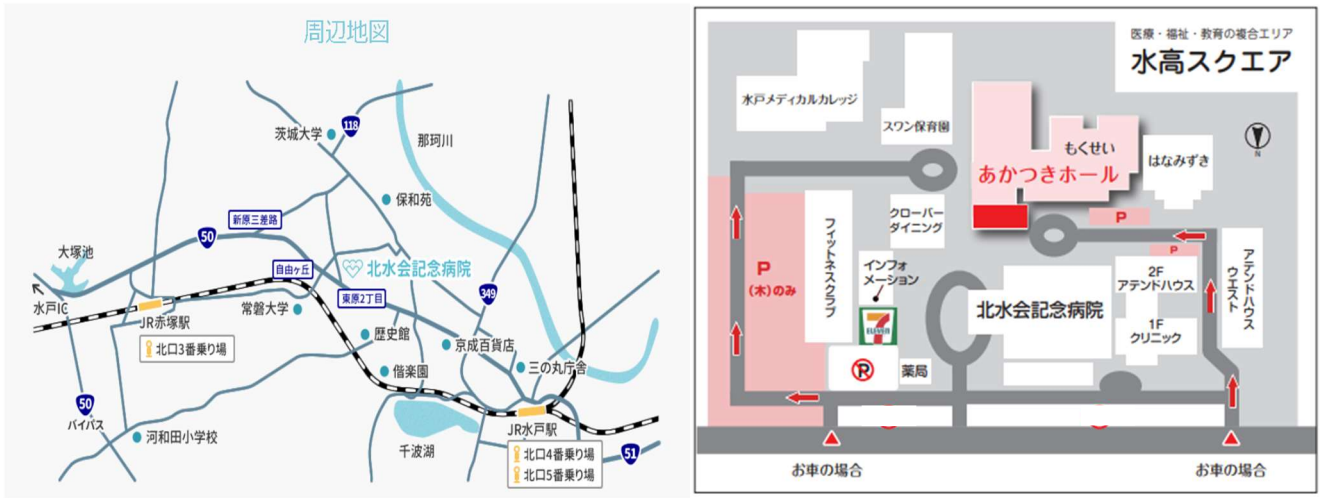 周辺地図
茨城大学
118
那珂川
保和苑
新原三差路
50
大塚池
自由ヶ丘
北水会記念病院
水戸IC
常磐大学
東原2丁目
349
JR赤塚駅
北口3番乗り場
歴史館
京成百貨店
偕楽園
三の丸庁舎
50
バイパス
河和田小学校
千波湖
JR水戸駅
北口4番乗り場
北口5番乗り場
51
医療・福祉・教育の複合エリア
水高スクエア
水戸メディカルカレッジ
スワン保育園
もくせい
あかつきホール
はなみずき
N
クローバー
ダイニング
P
P
フィットネスクラブ
インフォ
メーション
P
(木)のみ
7
ELEVEN
北水会記念病院
2F
アテンドハウス
1F
クリニック
アテンドハウス
ウエスト
P
薬局
お車の場合
お車の場合